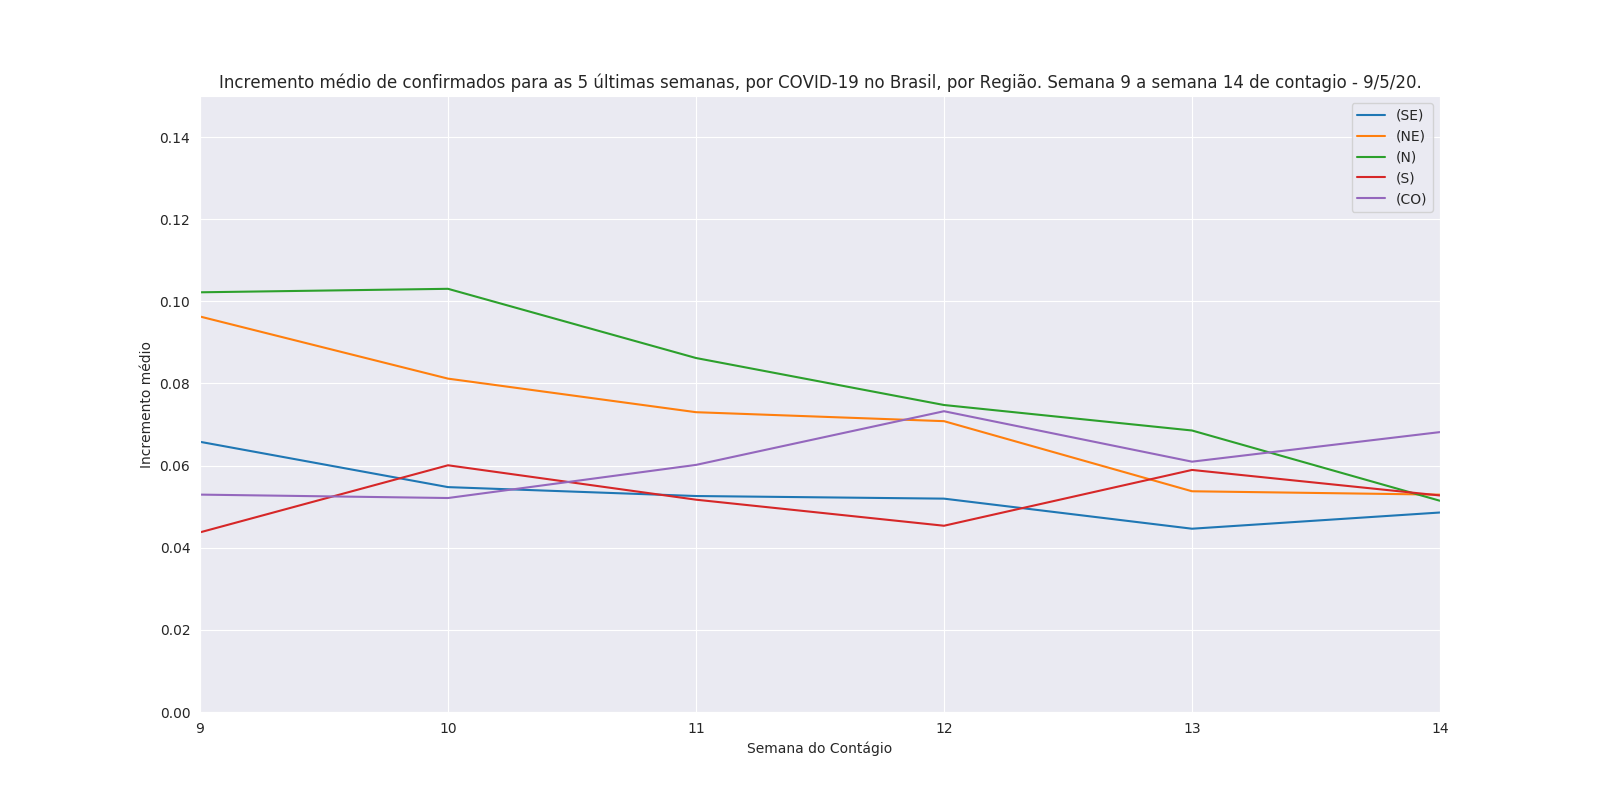 Incremento médio de confirmados para as 5 últimas semanas, por COVID-19 no Brasil, por Região. Semana 9 a semana 14 de contagio - 9/5/20.
(SE)
(NE)
(N)
(S)
(CO)
Incremento médio
0.14
0.12
0.10
0.08
0.06
0.04
0.02
0.00
9 10 11 12 13 14
Semana do Contágio